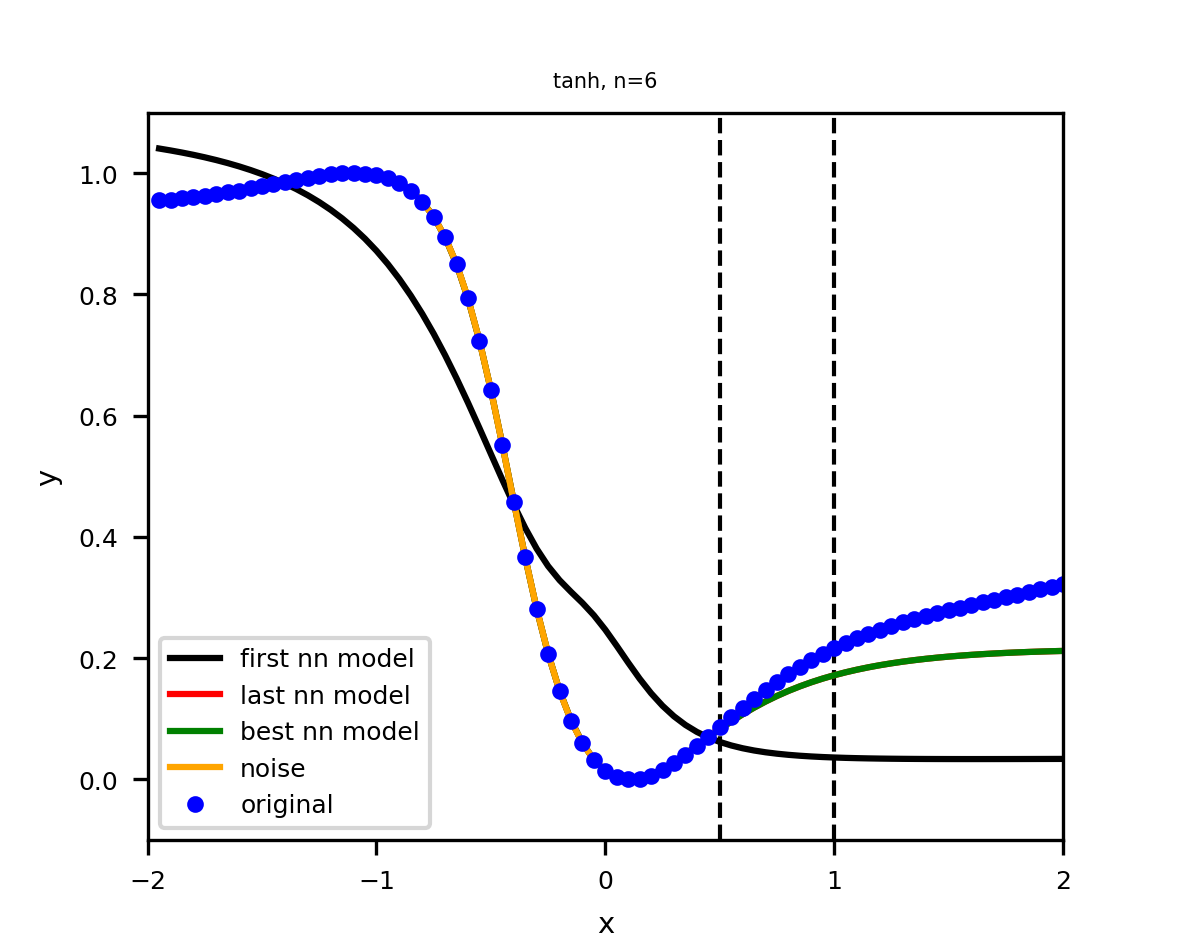 tanh, n=6
1.0
0.8
0.6
0.4
0.2
0.0
y
first nn model
last nn model
best nn model
noise
original
−2
−1
0
1
2
x